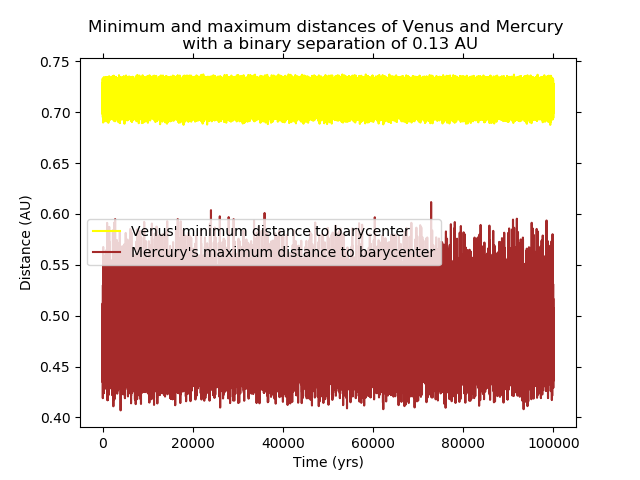 Minimum and maximum distances of Venus and Mercury
with a binary separation of 0.13 AU
Distance (AU)
0.75
0.70
0.65
0.60
0.55
0.50
0.45
0.40
Venus' minimum distance to barycenter
Mercury's maximum distance to barycenter
0
20000
40000
60000
80000
100000
Time (yrs)